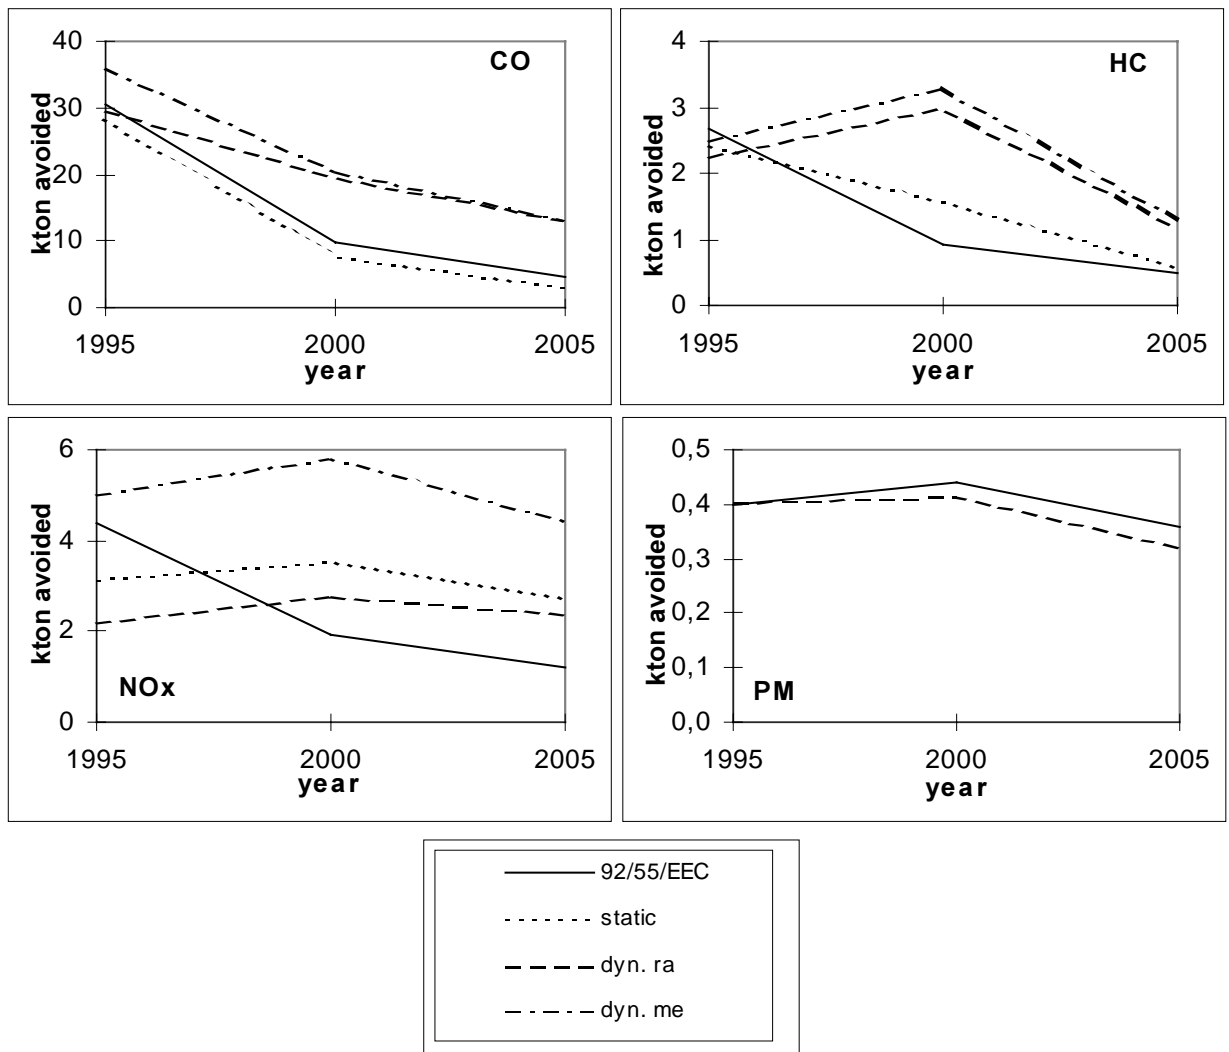 CO
40
30
20
10
0
kton avoided
1995 2000 2005
year
HC
4
3
2
1
0
kton avoided
1995 2000 2005
year
6
4
2
0
kton avoided
NOx
1995 2000 2005
year
0,5
0,4
0,3
0,2
0,1
0,0
kton avoided
PM
1995 2000 2005
year
92/55/EEC
static
dyn. ra
dyn. me